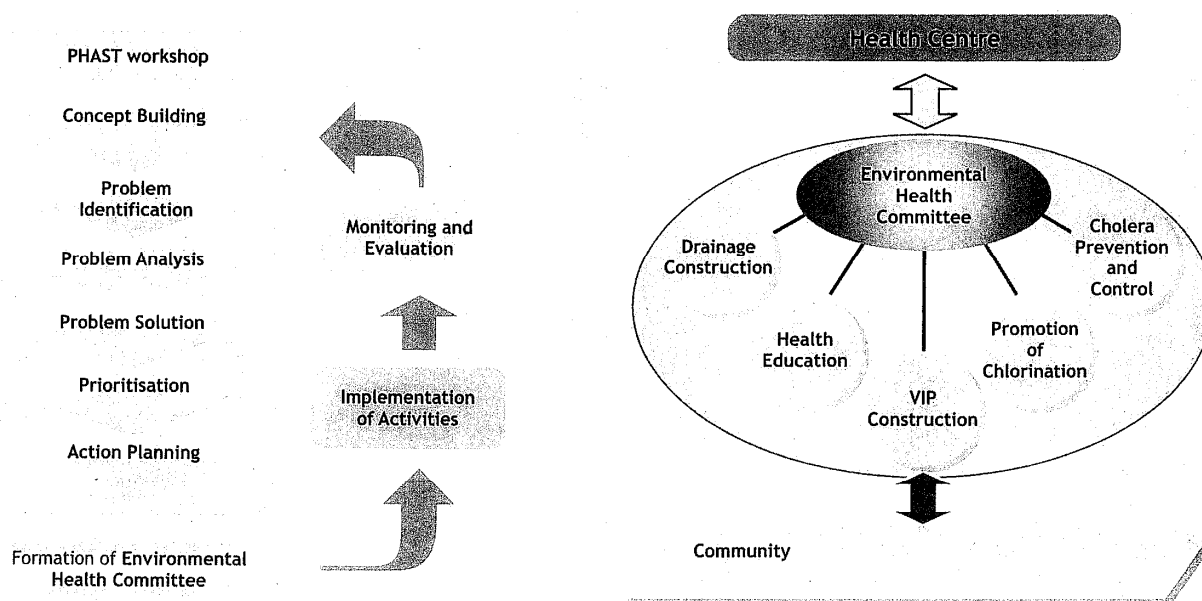 PHAST workshop
Concept Building
Problem
Identification
Problem Analysis
Problem Solution
Prioritisation
Action Planning
Formation of Environmental
Health Committee
Monitoring and
Evaluation
Implementation
of Activities
Health Centre
Environmental
Health
Committee
Drainage
Construction
Health
Education
VIP
Construction
Promotion
of
Chlorination
Cholera
Prevention
and
Control
Community